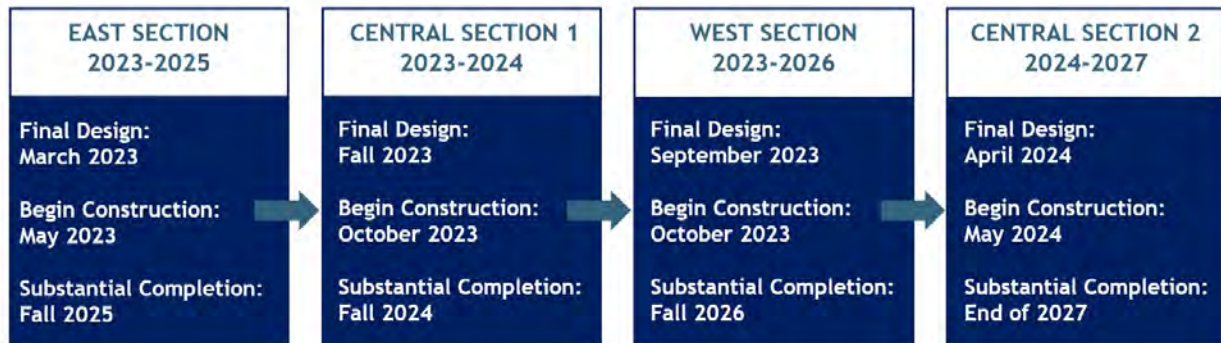 EAST SECTION
2023-2025
Final Design:
March 2023
Begin Construction:
May 2023
Substantial Completion:
Fall 2025
CENTRAL SECTION 1
2023-2024
Final Design:
Fall 2023
Begin Construction:
October 2023
Substantial Completion:
Fall 2024
WEST SECTION
2023-2026
Final Design:
September 2023
Begin Construction:
October 2023
Substantial Completion:
Fall 2026
CENTRAL SECTION 2
2024-2027
Final Design:
April 2024
Begin Construction:
May 2024
Substantial Completion:
End of 2027